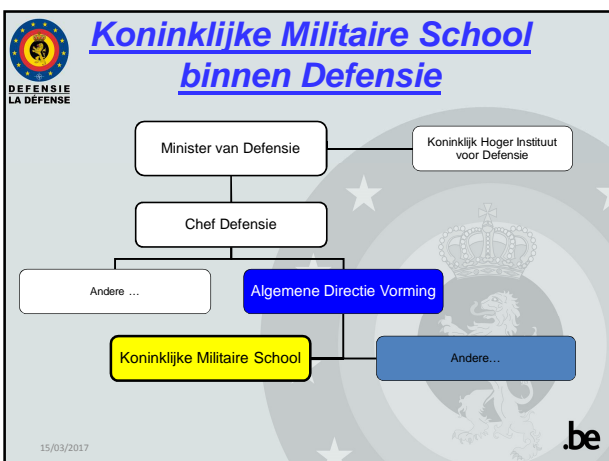 Koninklijke Militaire School
binnen Defensie
DEFENSIE
LA DÉFENSE
Minister van Defensie
Koninklijk Hoger Instituut
voor Defensie
Chef Defensie
Andere …
Algemene Directie Vorming
Koninklijke Militaire School
Andere…
15/03/2017
.be